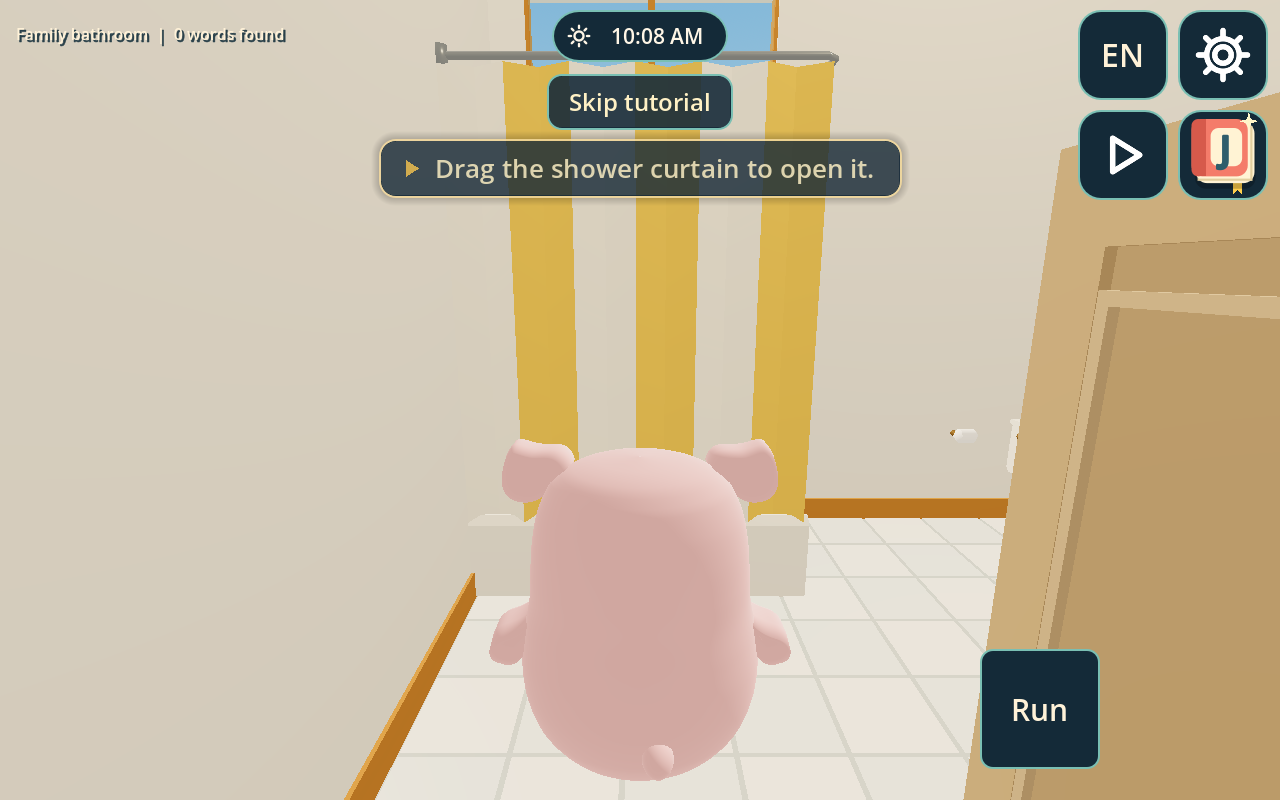 Family bathroom | 0 words found
10:08 AM
EN
Skip tutorial
Drag the shower curtain to open it.
J
Run